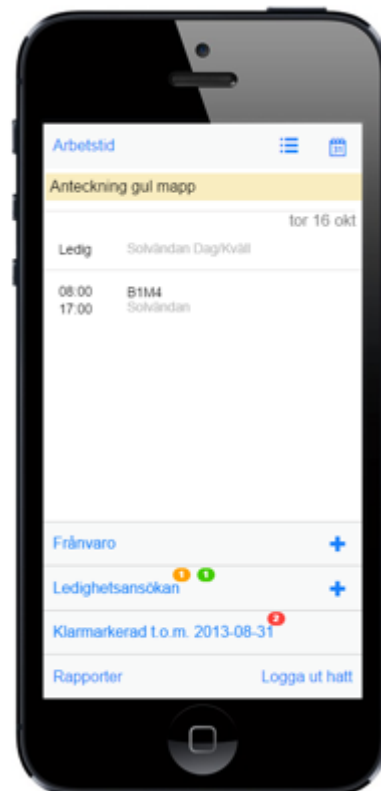 Arbetstid
Anteckning gul mapp
tor 16 okt
Ledig Solvändan Dag/Kväll
08:00 B1M4
17:00 Solvändan
Frånvaro
1 1
Ledighetsansökan
2
Klarmarkerad t.o.m. 2013-08-31
Rapporter Logga ut hatt